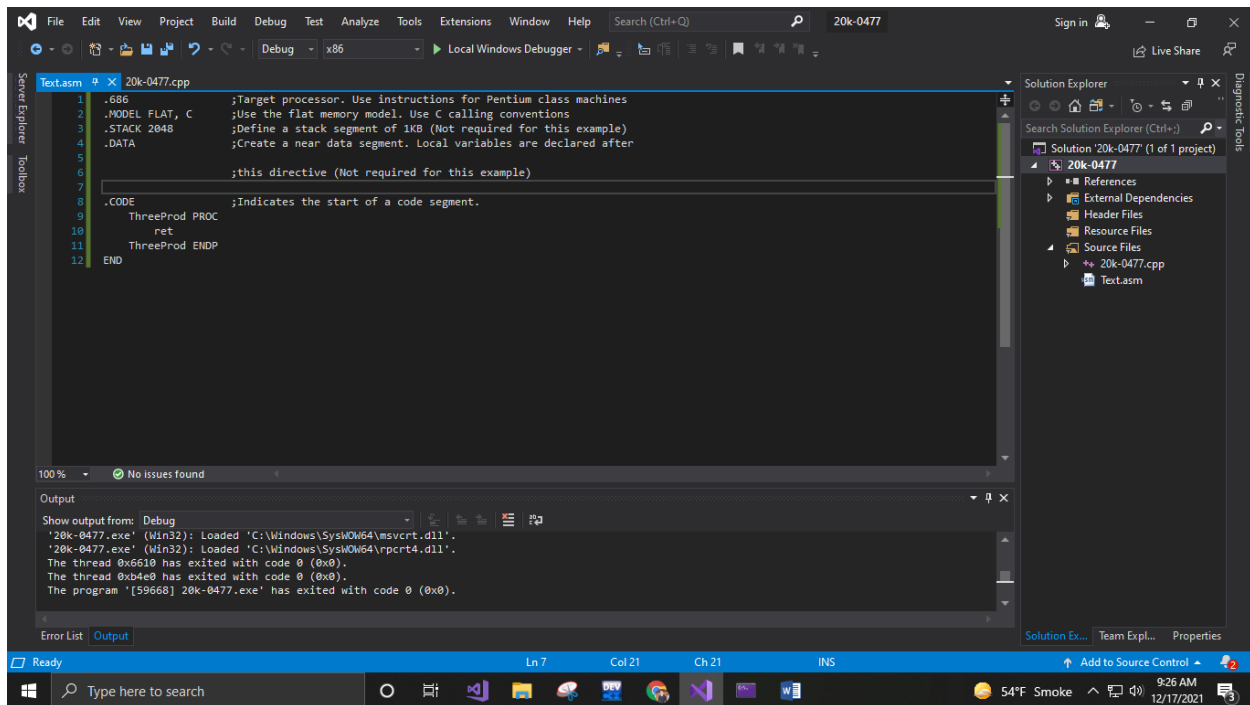 File Edit View Project Build Debug Test Analyze Tools Extensions Window Help Search (Ctrl+Q) 20k-0477 Sign in
Debug x86 Local Windows Debugger Live Share
Server Explorer
Toolbox
Text.asm 20k-0477.cpp
1 .686 ;Target processor. Use instructions for Pentium class machines
2 .MODEL FLAT, C ;Use the flat memory model. Use C calling conventions
3 .STACK 2048 ;Define a stack segment of 1KB (Not required for this example)
4 .DATA ;Create a near data segment. Local variables are declared after
5
6 ;this directive (Not required for this example)
7
8 .CODE ;Indicates the start of a code segment.
9 ThreeProd PROC
10 ret
11 ThreeProd ENDP
12 END
100 % No issues found
Output
Show output from: Debug
'20k-0477.exe' (Win32): Loaded 'C:\Windows\SysWOW64\msvcrt.dll'.
'20k-0477.exe' (Win32): Loaded 'C:\Windows\SysWOW64\rpcrt4.dll'.
The thread 0x6610 has exited with code 0 (0x0).
The thread 0xb4e0 has exited with code 0 (0x0).
The program '[59668] 20k-0477.exe' has exited with code 0 (0x0).
Error List Output
Solution Explorer
Search Solution Explorer (Ctrl+;)
Solution '20k-0477' (1 of 1 project)
20k-0477
References
External Dependencies
Header Files
Resource Files
Source Files
20k-0477.cpp
Text.asm
Solution Ex... Team Expl... Properties
Diagnostic Tools
Ready Ln 7 Col 21 Ch 21 INS Add to Source Control 2
Type here to search DEV 54°F Smoke 9:26 AM
12/17/2021 3